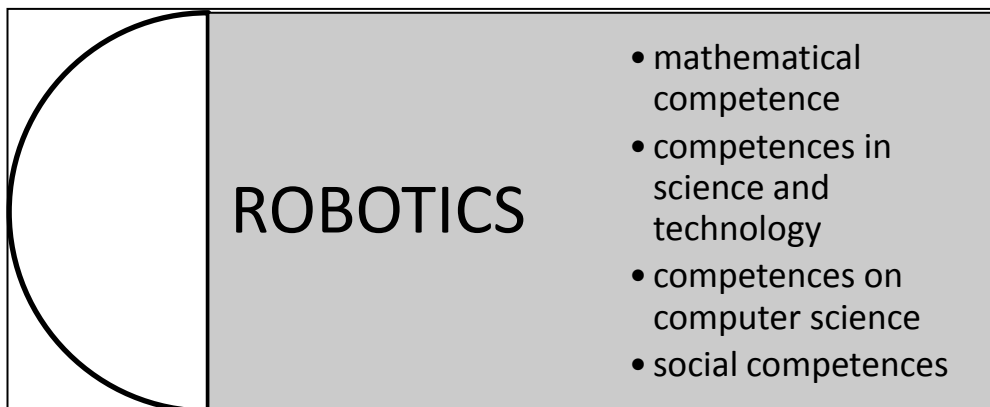 ROBOTICS
• mathematical
competence
• competences in
science and
technology
• competences on
computer science
• social competences